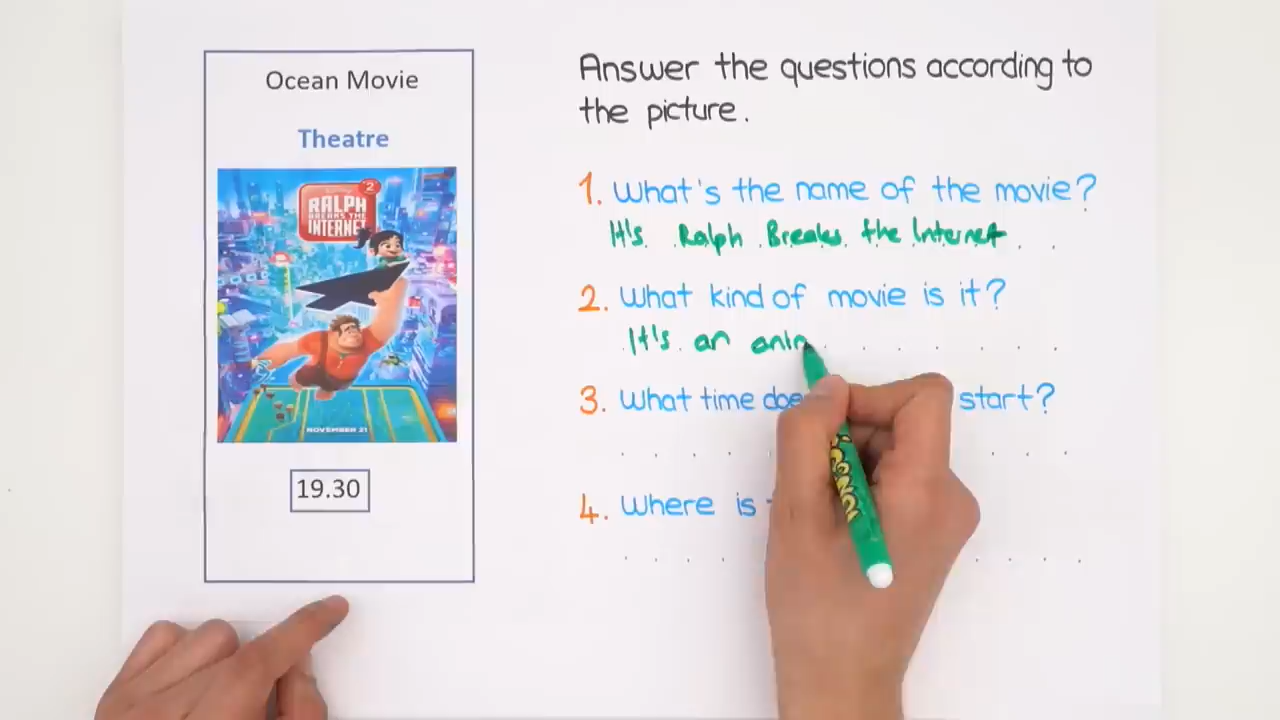 Ocean Movie
Theatre
2
RALPH
BREAKS THE
INTERNET
NOVEMBER 21
19.30
Answer the questions according to
the picture.
1. What's the name of the movie?
It's Ralph Breaks the Internet
2. What kind of movie is it?
It's an anim
3. What time start?
4. Where is